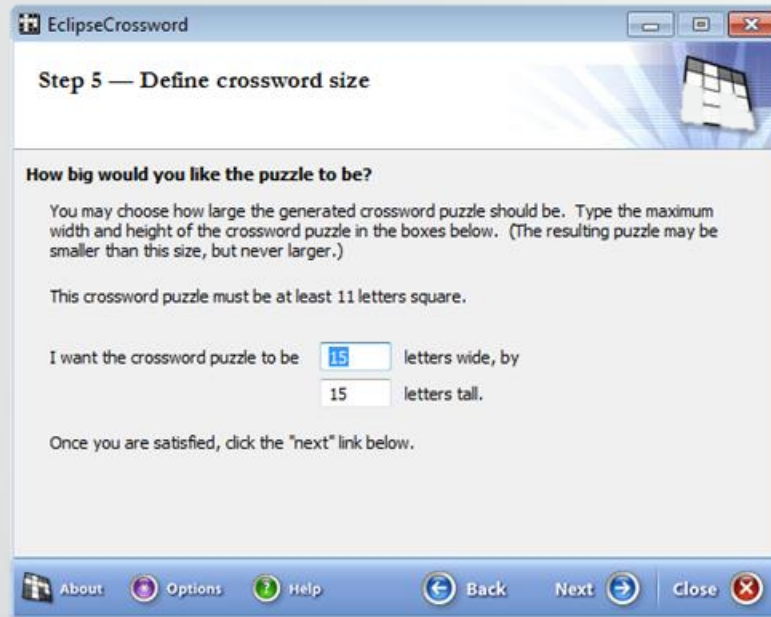 EclipseCrossword
Step 5 — Define crossword size
How big would you like the puzzle to be?
You may choose how large the generated crossword puzzle should be. Type the maximum
width and height of the crossword puzzle in the boxes below. (The resulting puzzle may be
smaller than this size, but never larger.)
This crossword puzzle must be at least 11 letters square.
I want the crossword puzzle to be 15 letters wide, by
15 letters tall.
Once you are satisfied, click the "next" link below.
About Options Help Back Next Close